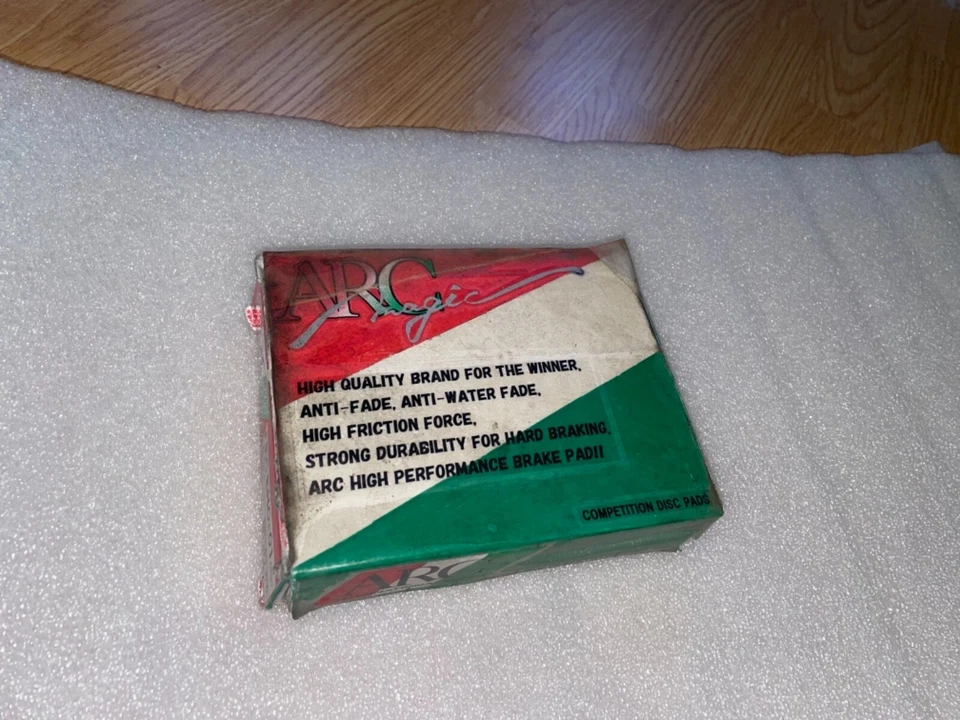 ARC
magic
HIGH QUALITY BRAND FOR THE WINNER,
ANTI-FADE, ANTI-WATER FADE,
HIGH FRICTION FORCE,
STRONG DURABILITY FOR HARD BRAKING,
ARC HIGH PERFORMANCE BRAKE PAD!!
COMPETITION DISC PADS
ARC